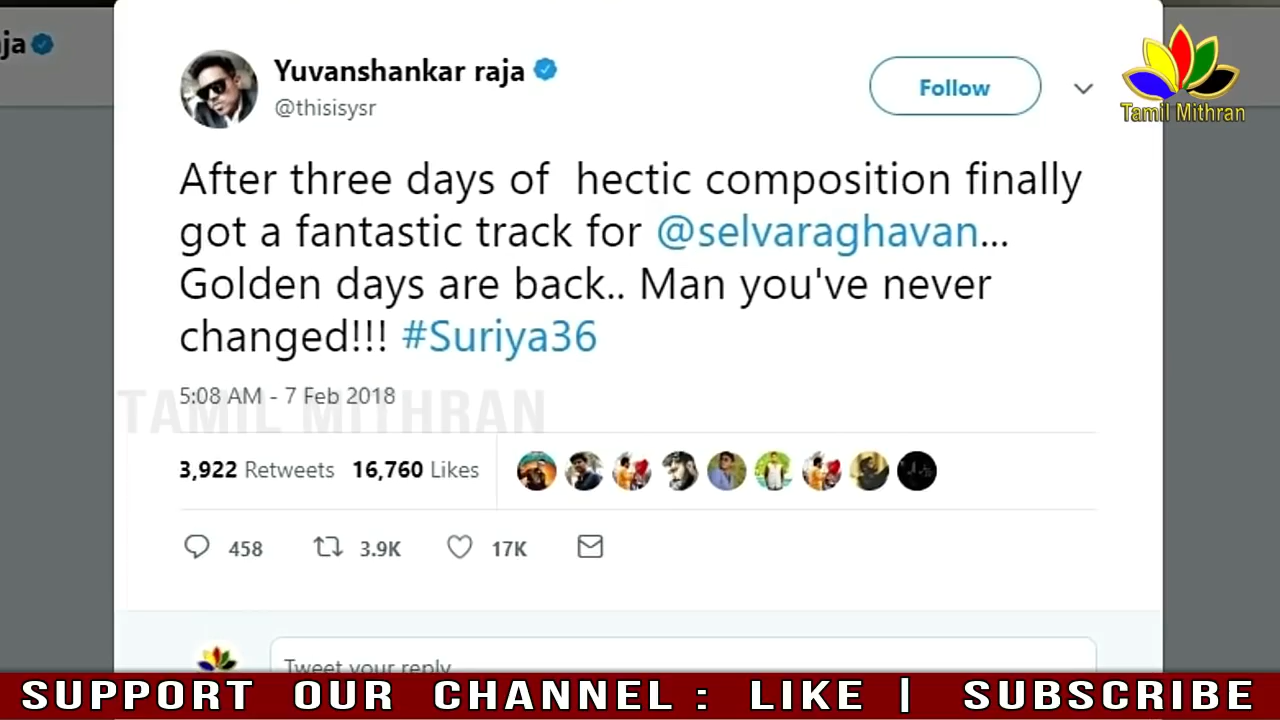 ja
Yuvanshankar raja
@thisisysr
Follow
Tamil Mithran
After three days of hectic composition finally
got a fantastic track for @selvaraghavan...
Golden days are back.. Man you've never
changed!!! #Suriya36
5:08 AM - 7 Feb 2018
TAMIL MITHRAN
3,922 Retweets 16,760 Likes
458 3.9K 17K
Tweet your reply
SUPPORT OUR CHANNEL : LIKE | SUBSCRIBE